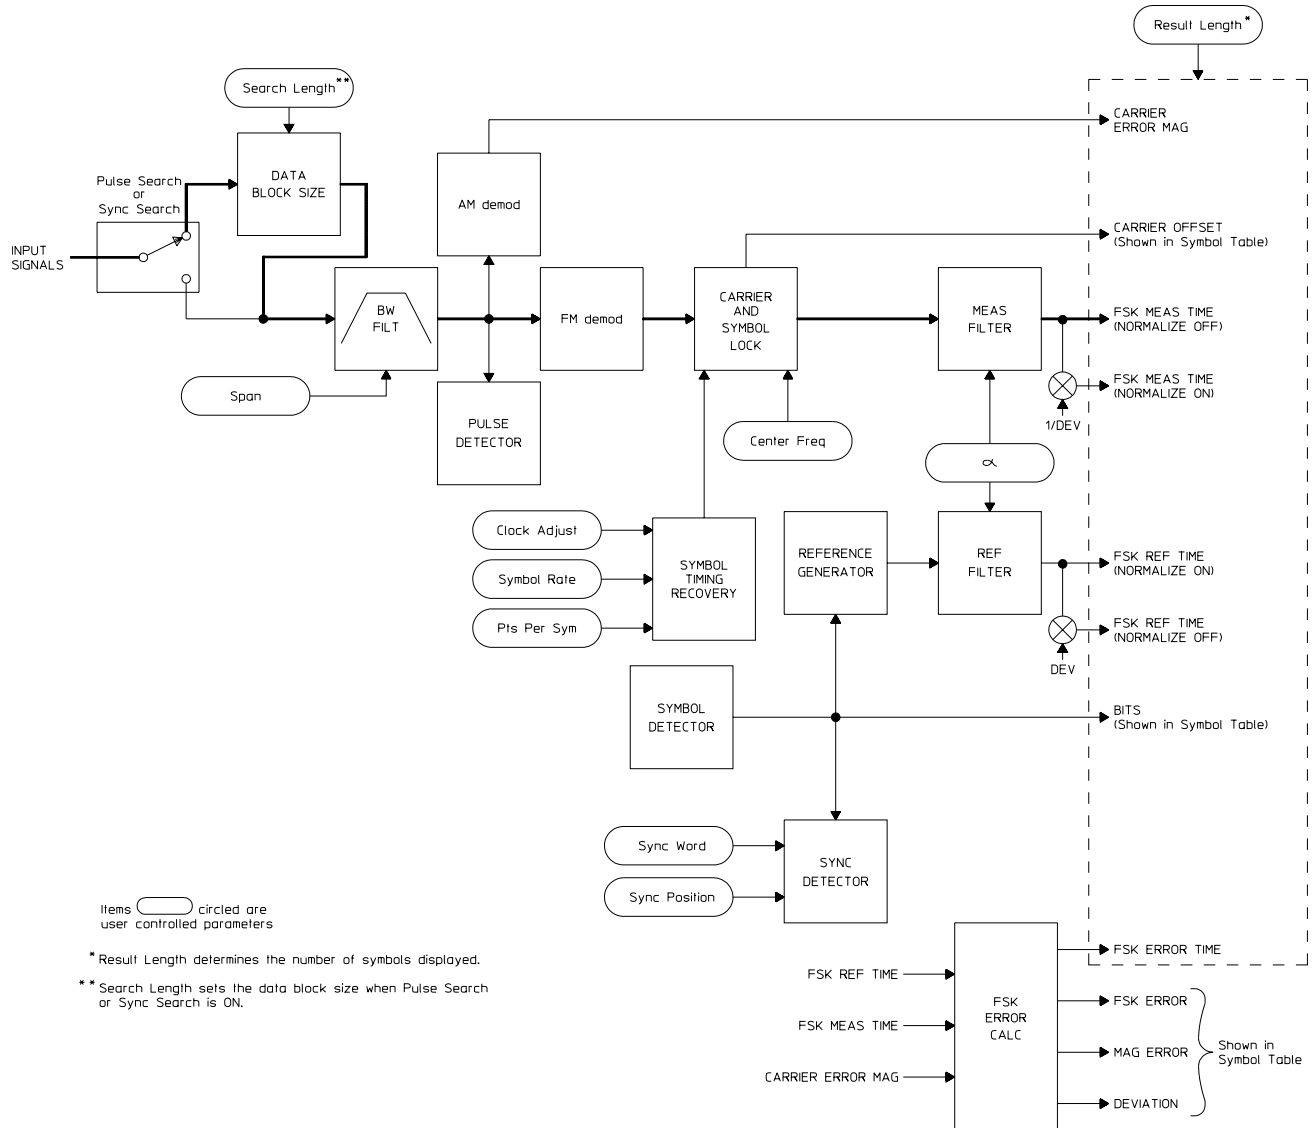 Result Length*
Search Length**
DATA
BLOCK SIZE
Pulse Search
or
Sync Search
INPUT
SIGNALS
AM demod
CARRIER
ERROR MAG
CARRIER OFFSET
(Shown in Symbol Table)
BW
FILT
FM demod
CARRIER
AND
SYMBOL
LOCK
MEAS
FILTER
FSK MEAS TIME
(NORMALIZE OFF)
FSK MEAS TIME
(NORMALIZE ON)
1/DEV
Span
PULSE
DETECTOR
Center Freq
α
Clock Adjust
Symbol Rate
Pts Per Sym
SYMBOL
TIMING
RECOVERY
REFERENCE
GENERATOR
REF
FILTER
FSK REF TIME
(NORMALIZE ON)
FSK REF TIME
(NORMALIZE OFF)
DEV
SYMBOL
DETECTOR
BITS
(Shown in Symbol Table)
Sync Word
Sync Position
SYNC
DETECTOR
Items circled are
user controlled parameters
* Result Length determines the number of symbols displayed.
** Search Length sets the data block size when Pulse Search
or Sync Search is ON.
FSK REF TIME
FSK MEAS TIME
CARRIER ERROR MAG
FSK
ERROR
CALC
FSK ERROR TIME
FSK ERROR
MAG ERROR
DEVIATION
Shown in
Symbol Table